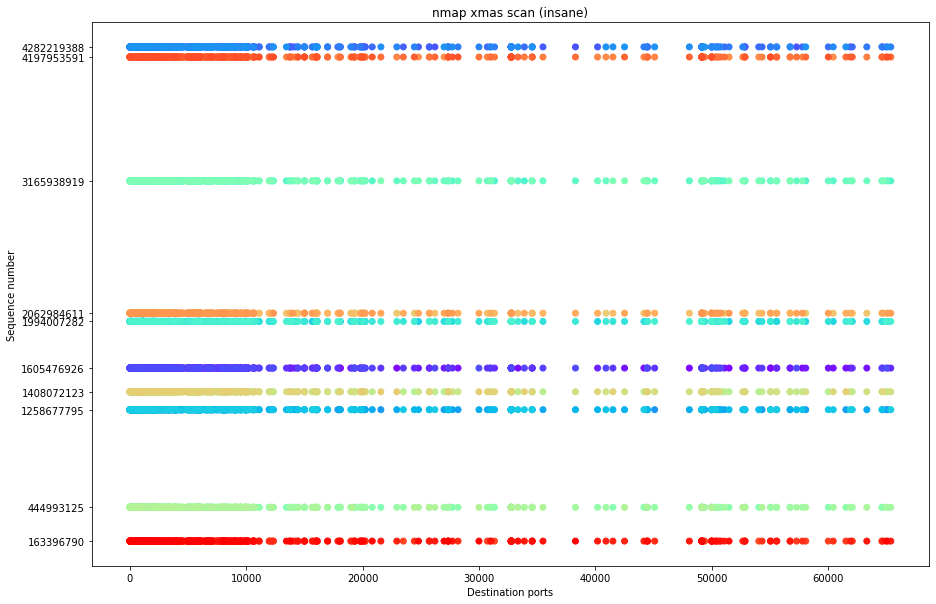 nmap xmas scan (insane)
4282219388
4197953591
3165938919
2062984611
1994007282
1605476926
1408072123
1258677795
444993125
163396790
Sequence number
0 10000 20000 30000 40000 50000 60000
Destination ports